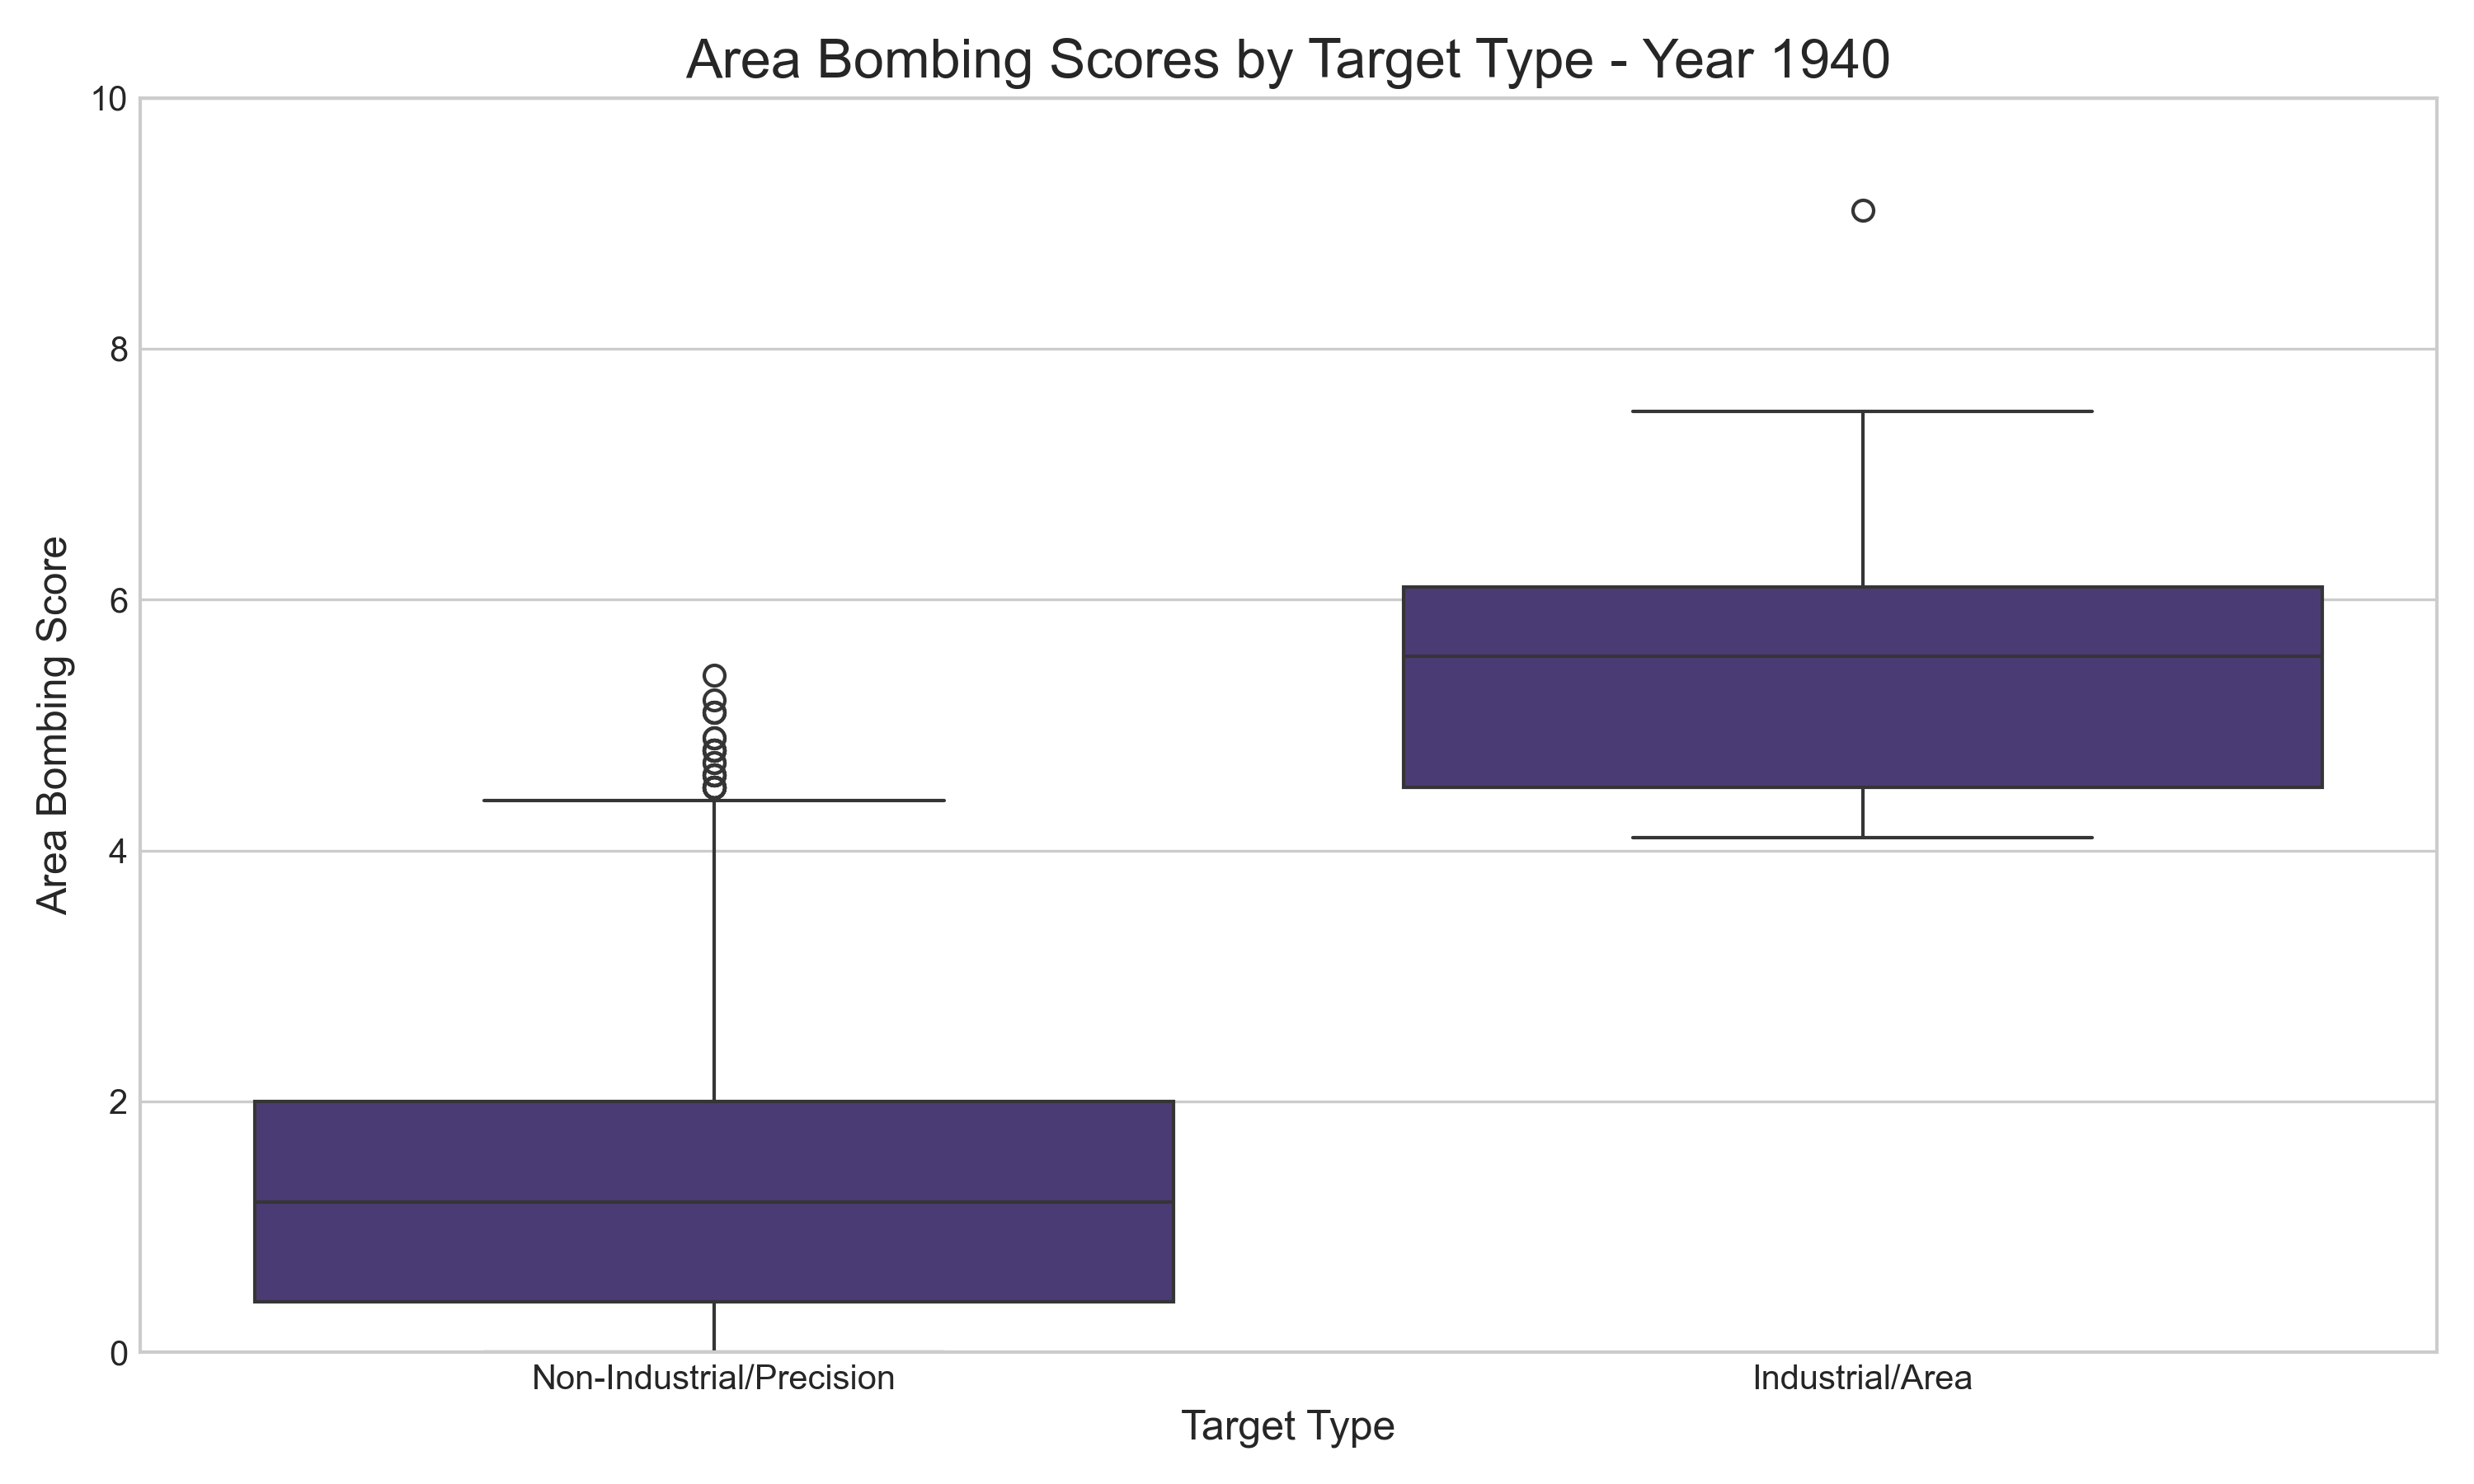 Area Bombing Scores by Target Type - Year 1940
10
8
6
4
2
0
Area Bombing Score
Non-Industrial/Precision
Industrial/Area
Target Type